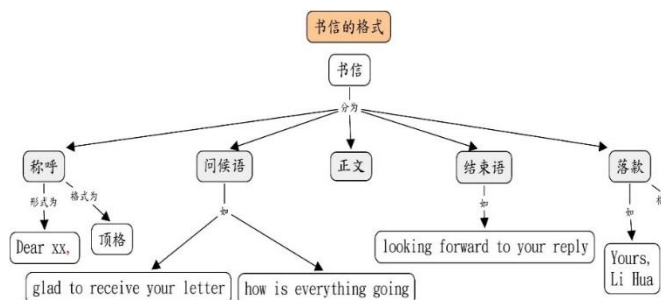 书信的格式
书信
分为
称呼
问候语
正文
结束语
落款
形式为
格式为
如
如
如
Dear xx,
顶格
looking forward to your reply
Yours,
Li Hua
glad to receive your letter
how is everything going